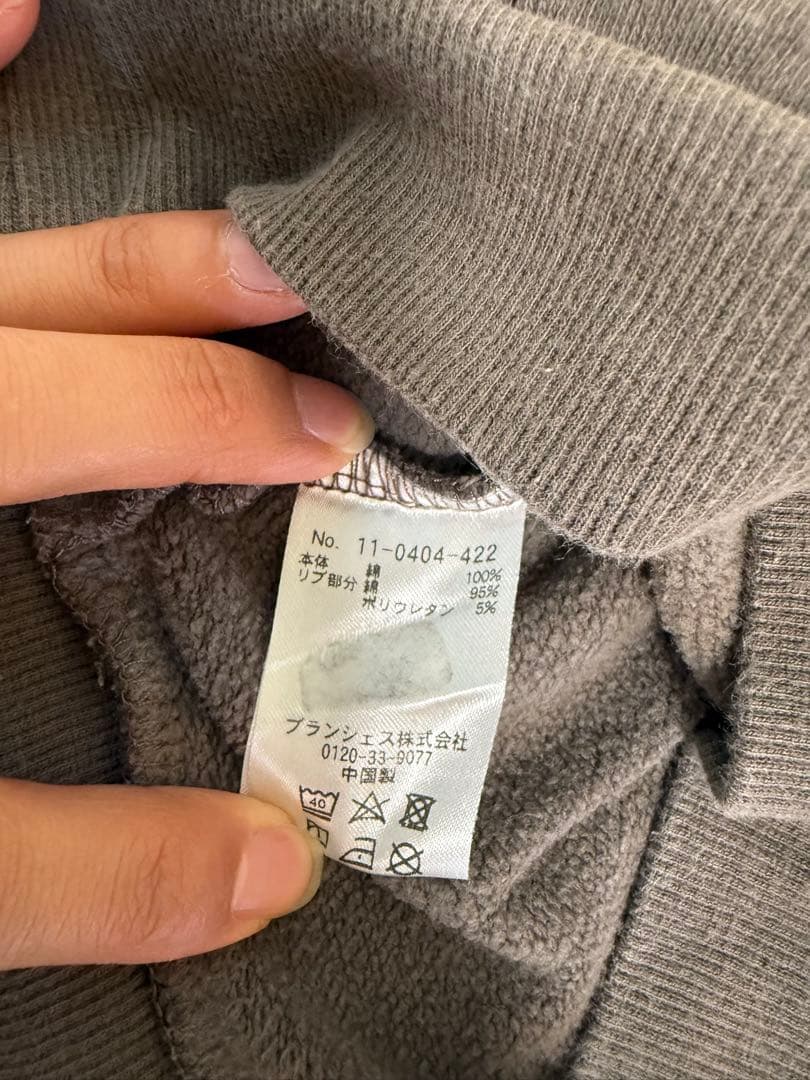 No. 11-0404-422
本体 綿 100%
リブ部分 綿 95%
ポリウレタン 5%
ブランシェス株式会社
0120-33-9077
中国製
40